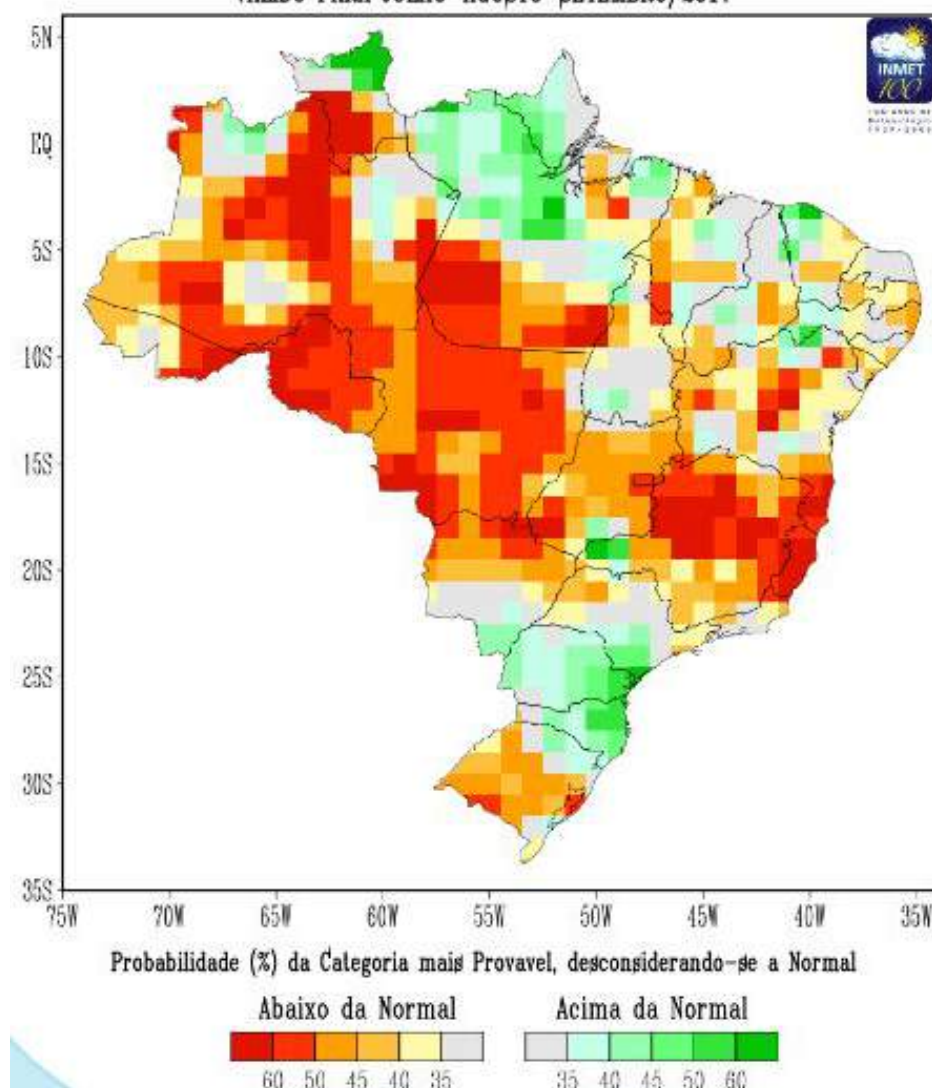 INMET
100
5N
EQ
5S
10S
15S
20S
25S
30S
35S
75W 70W 65W 60W 55W 50W 45W 40W 35W
Probabilidade (%) da Categoria mais Provavel, desconsiderando-se a Normal
Abaixo da Normal Acima da Normal
60 50 45 40 35 35 40 45 50 60